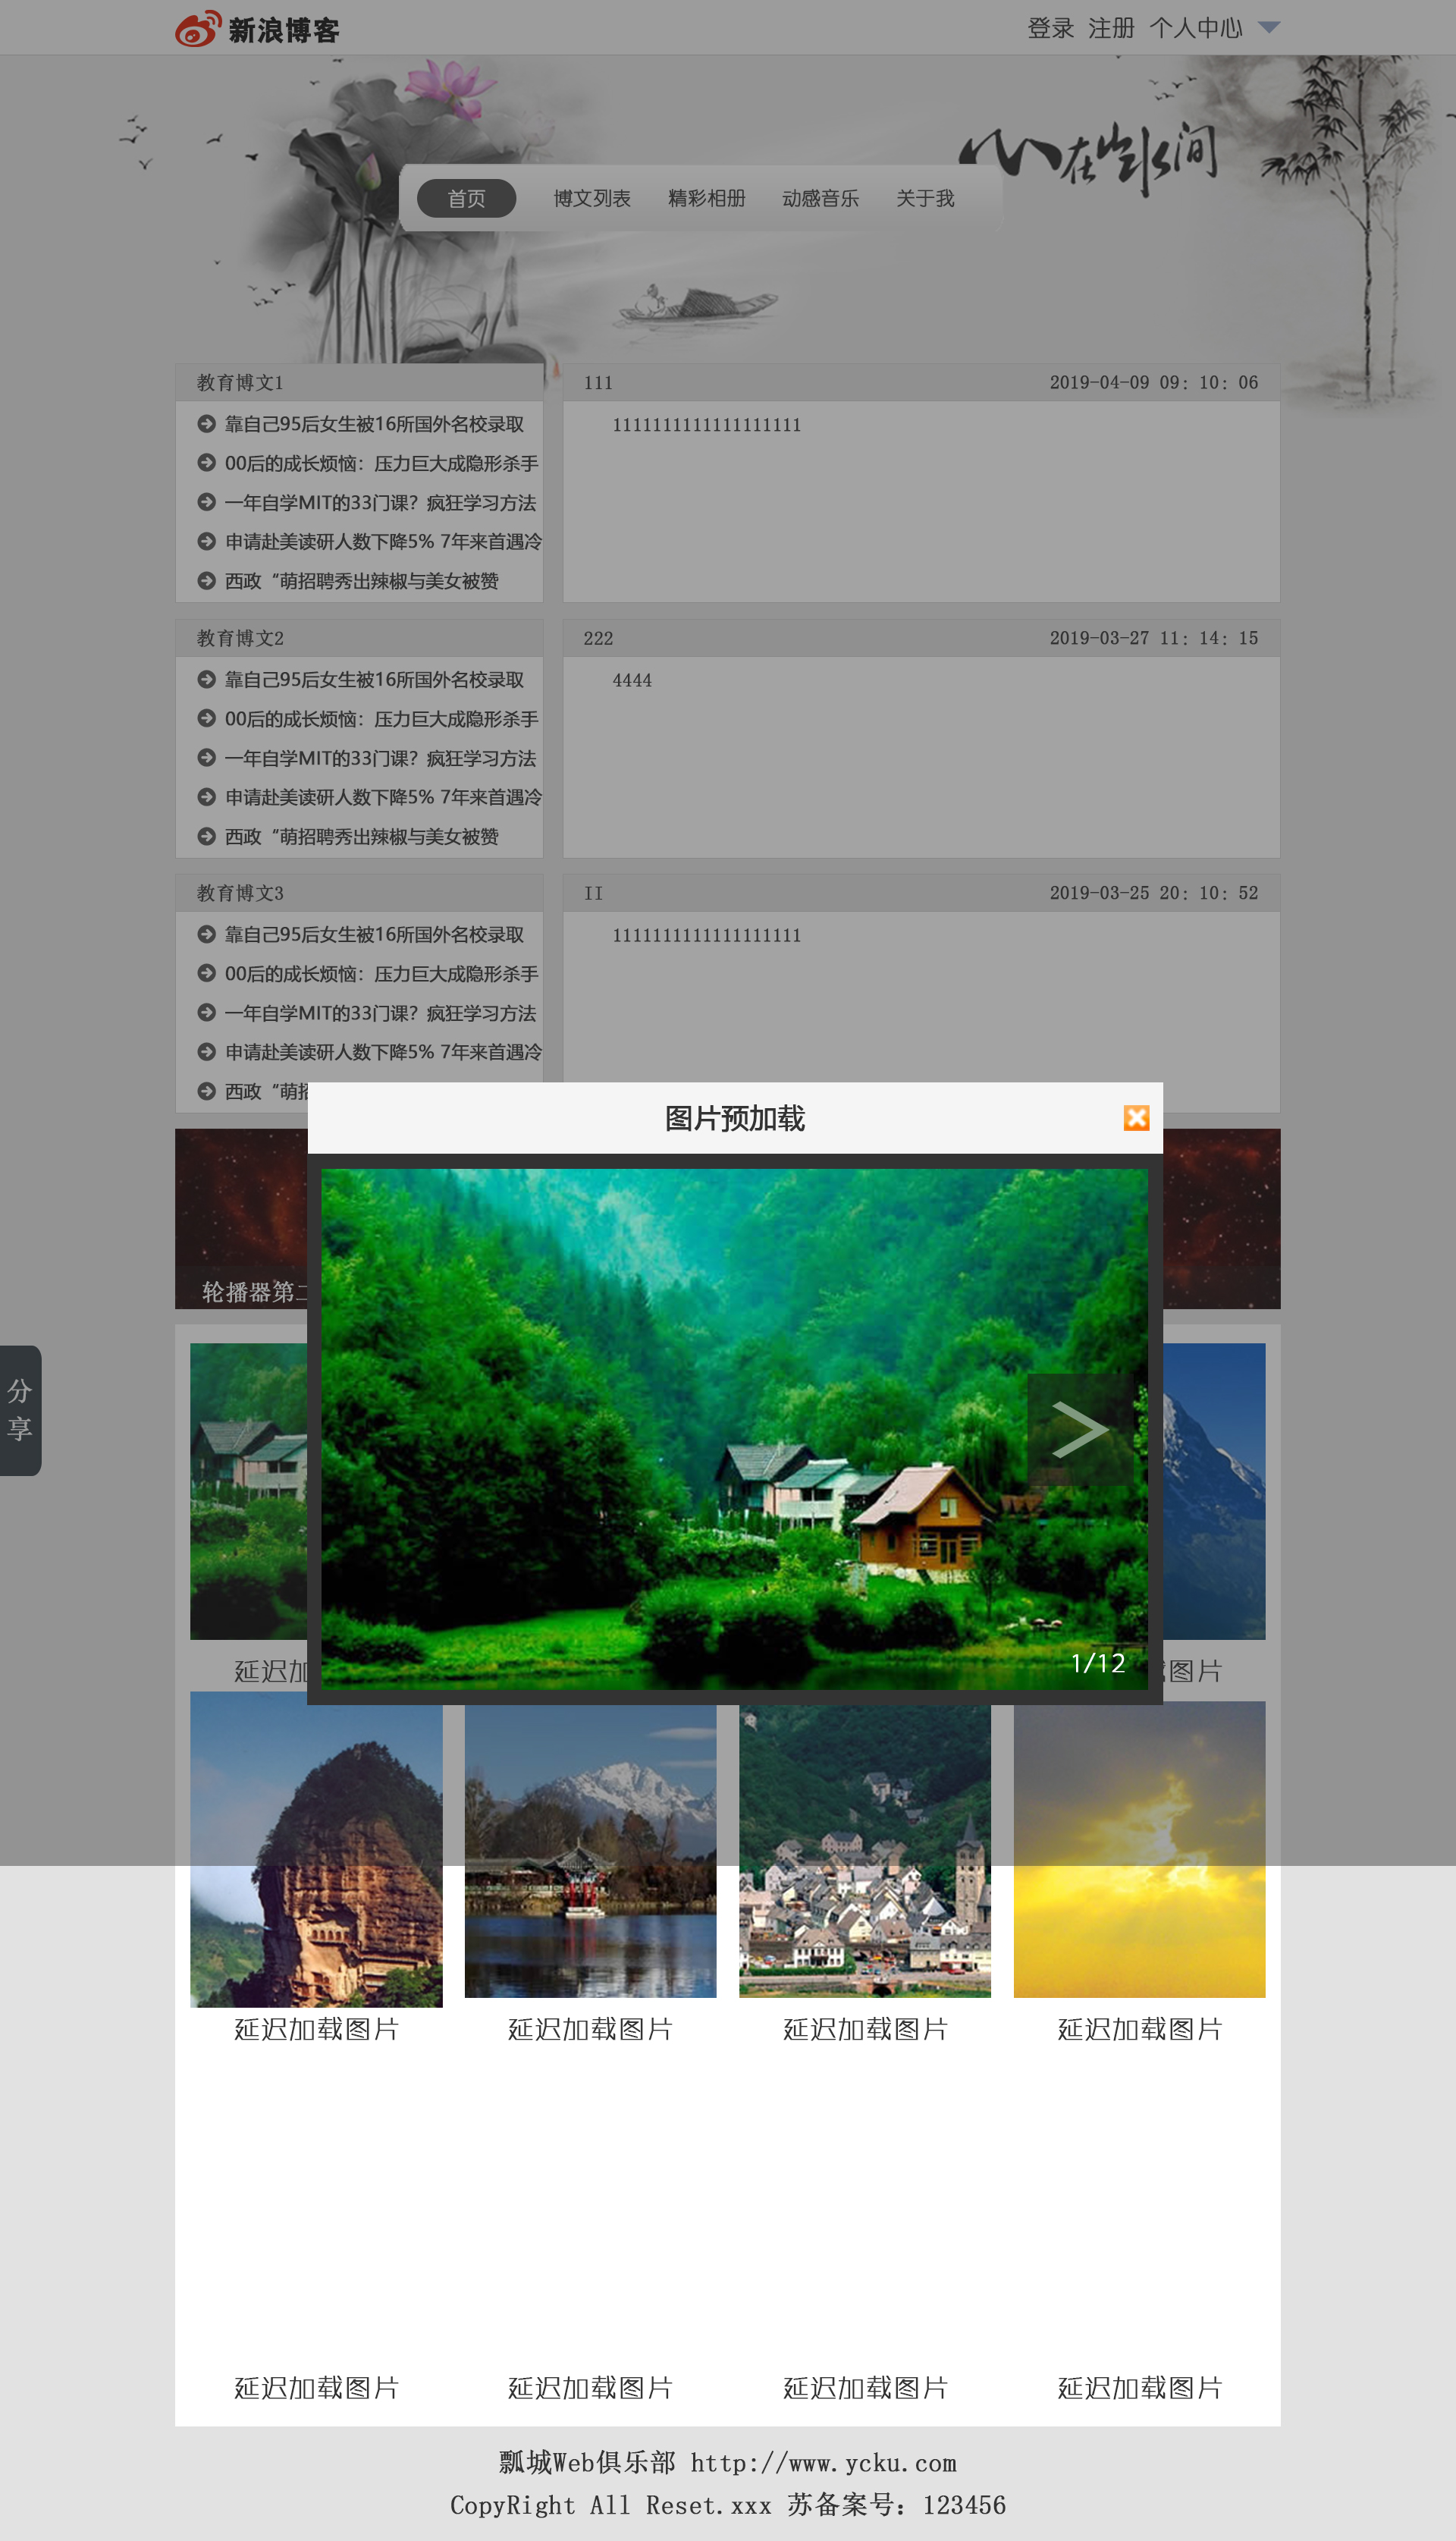 新浪博客
登录 注册 个人中心
心在山水间
首页 博文列表 精彩相册 动感音乐 关于我
教育博文1
靠自己95后女生被16所国外名校录取
00后的成长烦恼：压力巨大成隐形杀手
一年自学MIT的33门课？疯狂学习方法
申请赴美读研人数下降5% 7年来首遇冷
西政“萌招聘秀出辣椒与美女被赞
111 2019-04-09 09：10：06
1111111111111111111
教育博文2
靠自己95后女生被16所国外名校录取
00后的成长烦恼：压力巨大成隐形杀手
一年自学MIT的33门课？疯狂学习方法
申请赴美读研人数下降5% 7年来首遇冷
西政“萌招聘秀出辣椒与美女被赞
222 2019-03-27 11：14：15
4444
教育博文3
靠自己95后女生被16所国外名校录取
00后的成长烦恼：压力巨大成隐形杀手
一年自学MIT的33门课？疯狂学习方法
申请赴美读研人数下降5% 7年来首遇冷
西政“萌
II 2019-03-25 20：10：52
1111111111111111111
图片预加载
轮播器第
分
享
>
1/12
延迟加 图片
延迟加载图片 延迟加载图片 延迟加载图片 延迟加载图片
延迟加载图片 延迟加载图片 延迟加载图片 延迟加载图片
瓢城Web俱乐部 http://www.ycku.com
CopyRight All Reset.xxx 苏备案号：123456